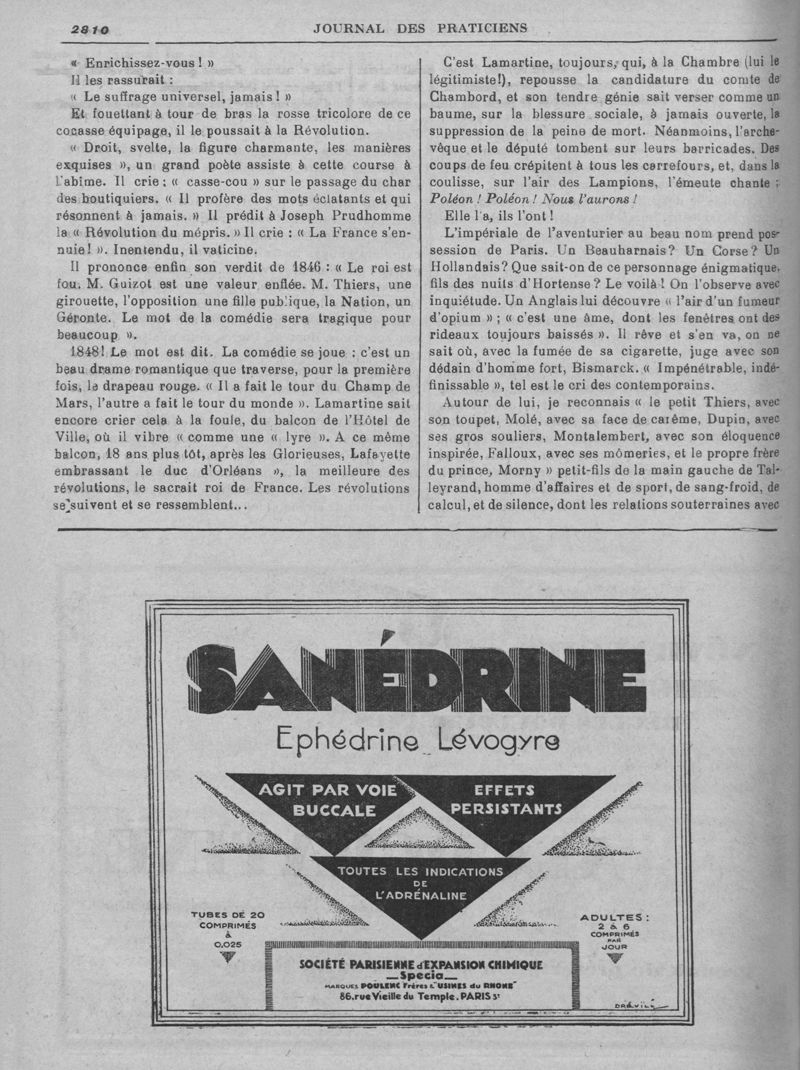 2810
JOURNAL DES PRATICIENS
« Enrichissez-vous ! »
Il les rassurait :
« Le suffrage universel, jamais ! »
Et fouettant à tour de bras la rosse tricolore de ce
cocasse équipage, il le poussait à la Révolution.
« Droit, svelte, la figure charmante, les manières
exquises », un grand poète assiste à cette course à
l'abîme. Il crie : « casse-cou » sur le passage du char
des boutiquiers. « Il profère des mots éclatants et qui
résonnent à jamais. » Il prédit à Joseph Prudhomme
la « Révolution du mépris. » Il crie : « La France s'en-
nuie ! ». Inentendu, il vaticine.
Il prononce enfin son verdit de 1846 : « Le roi est
fou. M. Guizot est une valeur enflée. M. Thiers, une
girouette, l'opposition une fille publique, la Nation, un
Géronte. Le mot de la comédie sera tragique pour
beaucoup ».
1848! Le mot est dit. La comédie se joue : c'est un
beau drame romantique que traverse, pour la première
fois, le drapeau rouge. « Il a fait le tour du Champ de
Mars, l'autre a fait le tour du monde ». Lamartine sait
encore crier cela à la foule, du balcon de l'Hôtel de
Ville, où il vibre « comme une « lyre ». A ce même
balcon, 18 ans plus tôt, après les Glorieuses, Lafayette
embrassant le duc d'Orléans », la meilleure des
révolutions, le sacrait roi de France. Les révolutions
se suivent et se ressemblent...
C'est Lamartine, toujours, qui, à la Chambre (lui le
légitimiste!), repousse la candidature du comte de
Chambord, et son tendre génie sait verser comme un
baume, sur la blessure sociale, à jamais ouverte, la
suppression de la peine de mort. Néanmoins, l'arche-
vêque et le député tombent sur leurs barricades. Des
coups de feu crépitent à tous les carrefours, et, dans la
coulisse, sur l'air des Lampions, l'émeute chante :
Poléon ! Poléon ! Nous l'aurons !
Elle l'a, ils l'ont !
L'impériale de l'aventurier au beau nom prend pos-
session de Paris. Un Beauharnais ? Un Corse ? Un
Hollandais ? Que sait-on de ce personnage énigmatique,
fils des nuits d'Hortense ? Le voilà ! On l'observe avec
inquiétude. Un Anglais lui découvre « l'air d'un fumeur
d'opium » ; « c'est une âme, dont les fenêtres ont des
rideaux toujours baissés ». Il rêve et s'en va, on ne
sait où, avec la fumée de sa cigarette, juge avec son
dédain d'homme fort, Bismarck. « Impénétrable, indé-
finissable », tel est le cri des contemporains.
Autour de lui, je reconnais « le petit Thiers, avec
son toupet, Molé, avec sa face de carême, Dupin, avec
ses gros souliers, Montalembert, avec son éloquence
inspirée, Falloux, avec ses mômeries, et le propre frère
du prince, Morny » petit-fils de la main gauche de Tal-
leyrand, homme d'affaires et de sport, de sang-froid, de
calcul, et de silence, dont les relations souterraines avec
SANÉDRINE
Ephédrine Lévogyre
AGIT PAR VOIE
BUCCALE
EFFETS
PERSISTANTS
TOUTES LES INDICATIONS
DE
L'ADRÉNALINE
TUBES DE 20
COMPRIMÉS
à
0,025
ADULTES :
2 à 6
COMPRIMÉS
PAR
JOUR
SOCIÉTÉ PARISIENNE d'EXPANSION CHIMIQUE
_Specia_
MARQUES POULENC Frères & "USINES du RHONE"
86, rue Vieille du Temple. PARIS 3e
DRÉVILL